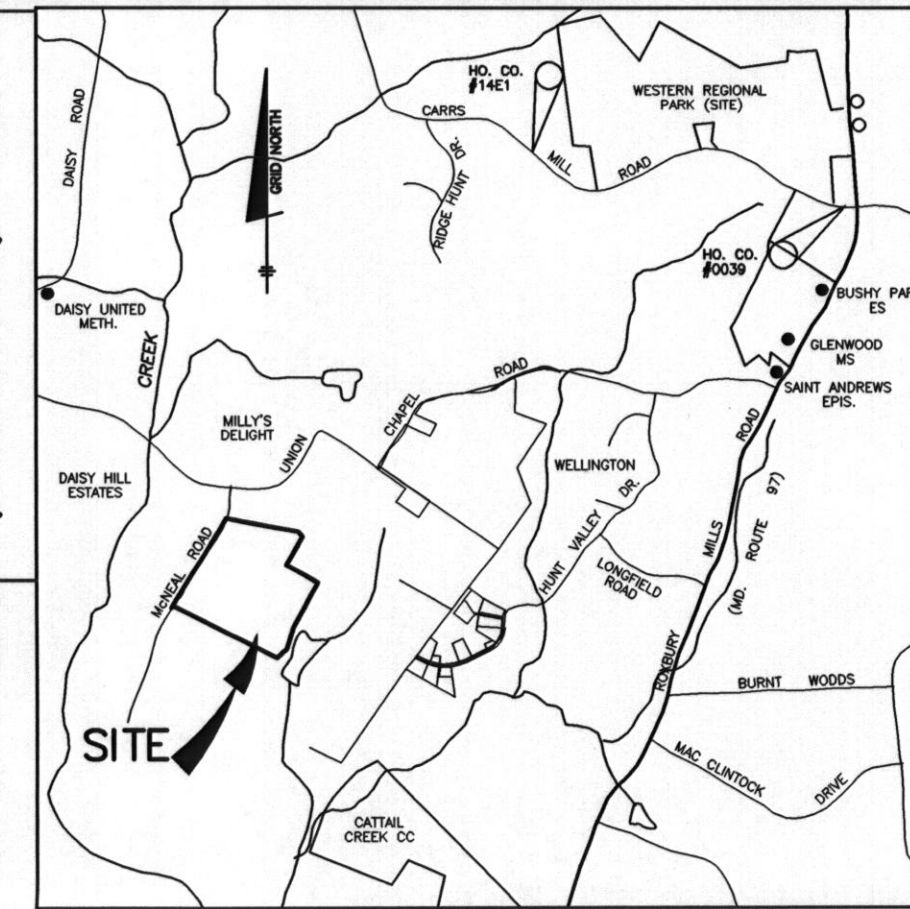 HO. CO.
#14E1
WESTERN REGIONAL
PARK (SITE)
CARRS
MILL
ROAD
DAISY ROAD
GRID NORTH
RIDGE HUNT DR.
HO. CO.
#0039
DAISY UNITED
METH.
BUSHY PAR
ES
GLENWOOD
MS
SAINT ANDREWS
EPIS.
CREEK
MILLY'S
DELIGHT
UNION
CHAPEL
ROAD
DAISY HILL
ESTATES
WELLINGTON
HUNT VALLEY DR.
LONGFIELD
ROAD
McNEAL ROAD
ROXBURY
MILLS
ROAD
(MD. ROUTE 97)
BURNT WODDS
MAC CLINTOCK
DRIVE
SITE
CATTAIL
CREEK CC